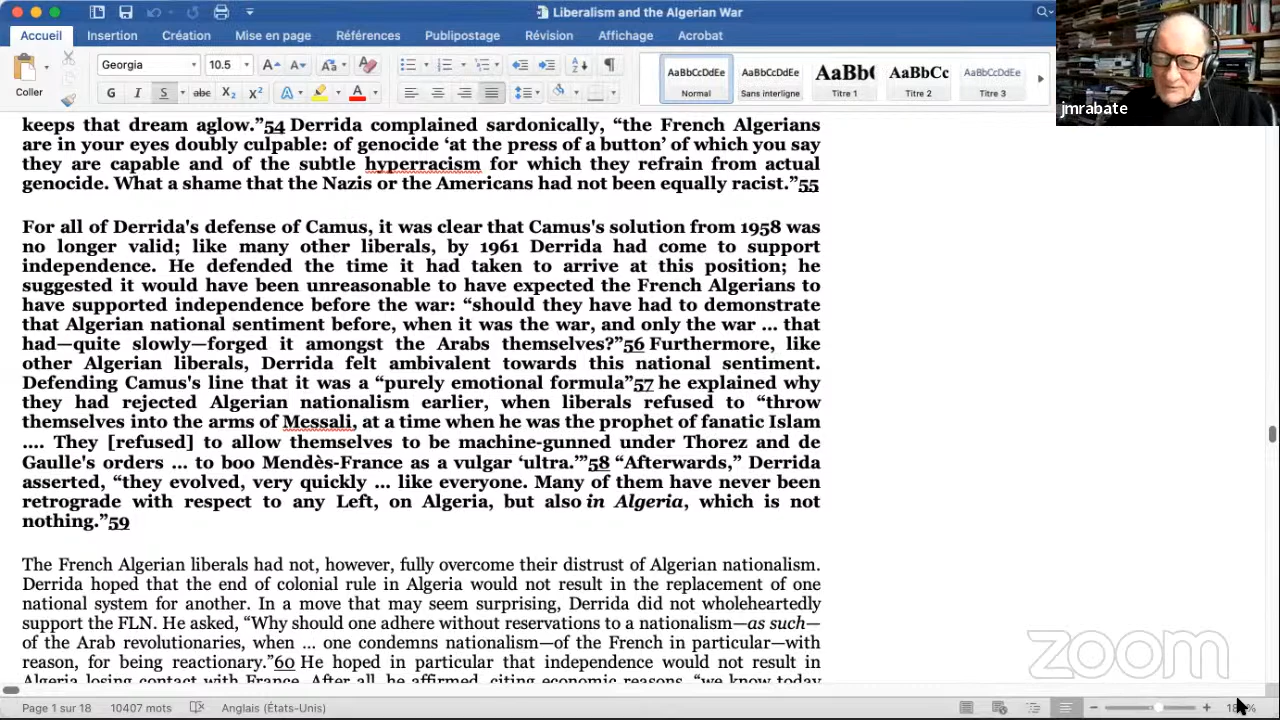 Liberalism and the Algerian War
Accueil Insertion Création Mise en page Références Publipostage Révision Affichage Acrobat
Coller
Georgia 10.5
G I S abc X2 X2 A A
AaBbCcDdEe AaBbCcDdEe AaBb( AaBbCc AaBbCcDdEe
Normal Sans interligne Titre 1 Titre 2 Titre 3
jmrabate
keeps that dream aglow.”54 Derrida complained sardonically, “the French Algerians
are in your eyes doubly culpable: of genocide ‘at the press of a button’ of which you say
they are capable and of the subtle hyperracism for which they refrain from actual
genocide. What a shame that the Nazis or the Americans had not been equally racist.”55
For all of Derrida's defense of Camus, it was clear that Camus's solution from 1958 was
no longer valid; like many other liberals, by 1961 Derrida had come to support
independence. He defended the time it had taken to arrive at this position; he
suggested it would have been unreasonable to have expected the French Algerians to
have supported independence before the war: “should they have had to demonstrate
that Algerian national sentiment before, when it was the war, and only the war ... that
had—quite slowly—forged it amongst the Arabs themselves?”56 Furthermore, like
other Algerian liberals, Derrida felt ambivalent towards this national sentiment.
Defending Camus's line that it was a “purely emotional formula”57 he explained why
they had rejected Algerian nationalism earlier, when liberals refused to “throw
themselves into the arms of Messali, at a time when he was the prophet of fanatic Islam
.... They [refused] to allow themselves to be machine-gunned under Thorez and de
Gaulle's orders ... to boo Mendès-France as a vulgar ‘ultra.’”58 “Afterwards,” Derrida
asserted, “they evolved, very quickly ... like everyone. Many of them have never been
retrograde with respect to any Left, on Algeria, but also in Algeria, which is not
nothing.”59
The French Algerian liberals had not, however, fully overcome their distrust of Algerian nationalism.
Derrida hoped that the end of colonial rule in Algeria would not result in the replacement of one
national system for another. In a move that may seem surprising, Derrida did not wholeheartedly
support the FLN. He asked, “Why should one adhere without reservations to a nationalism—as such—
of the Arab revolutionaries, when ... one condemns nationalism—of the French in particular—with
reason, for being reactionary.”60 He hoped in particular that independence would not result in
Algeria losing contact with France. After all, he affirmed, citing economic reasons, “we know today
zoom
Page 1 sur 18 10407 mots Anglais (États-Unis)